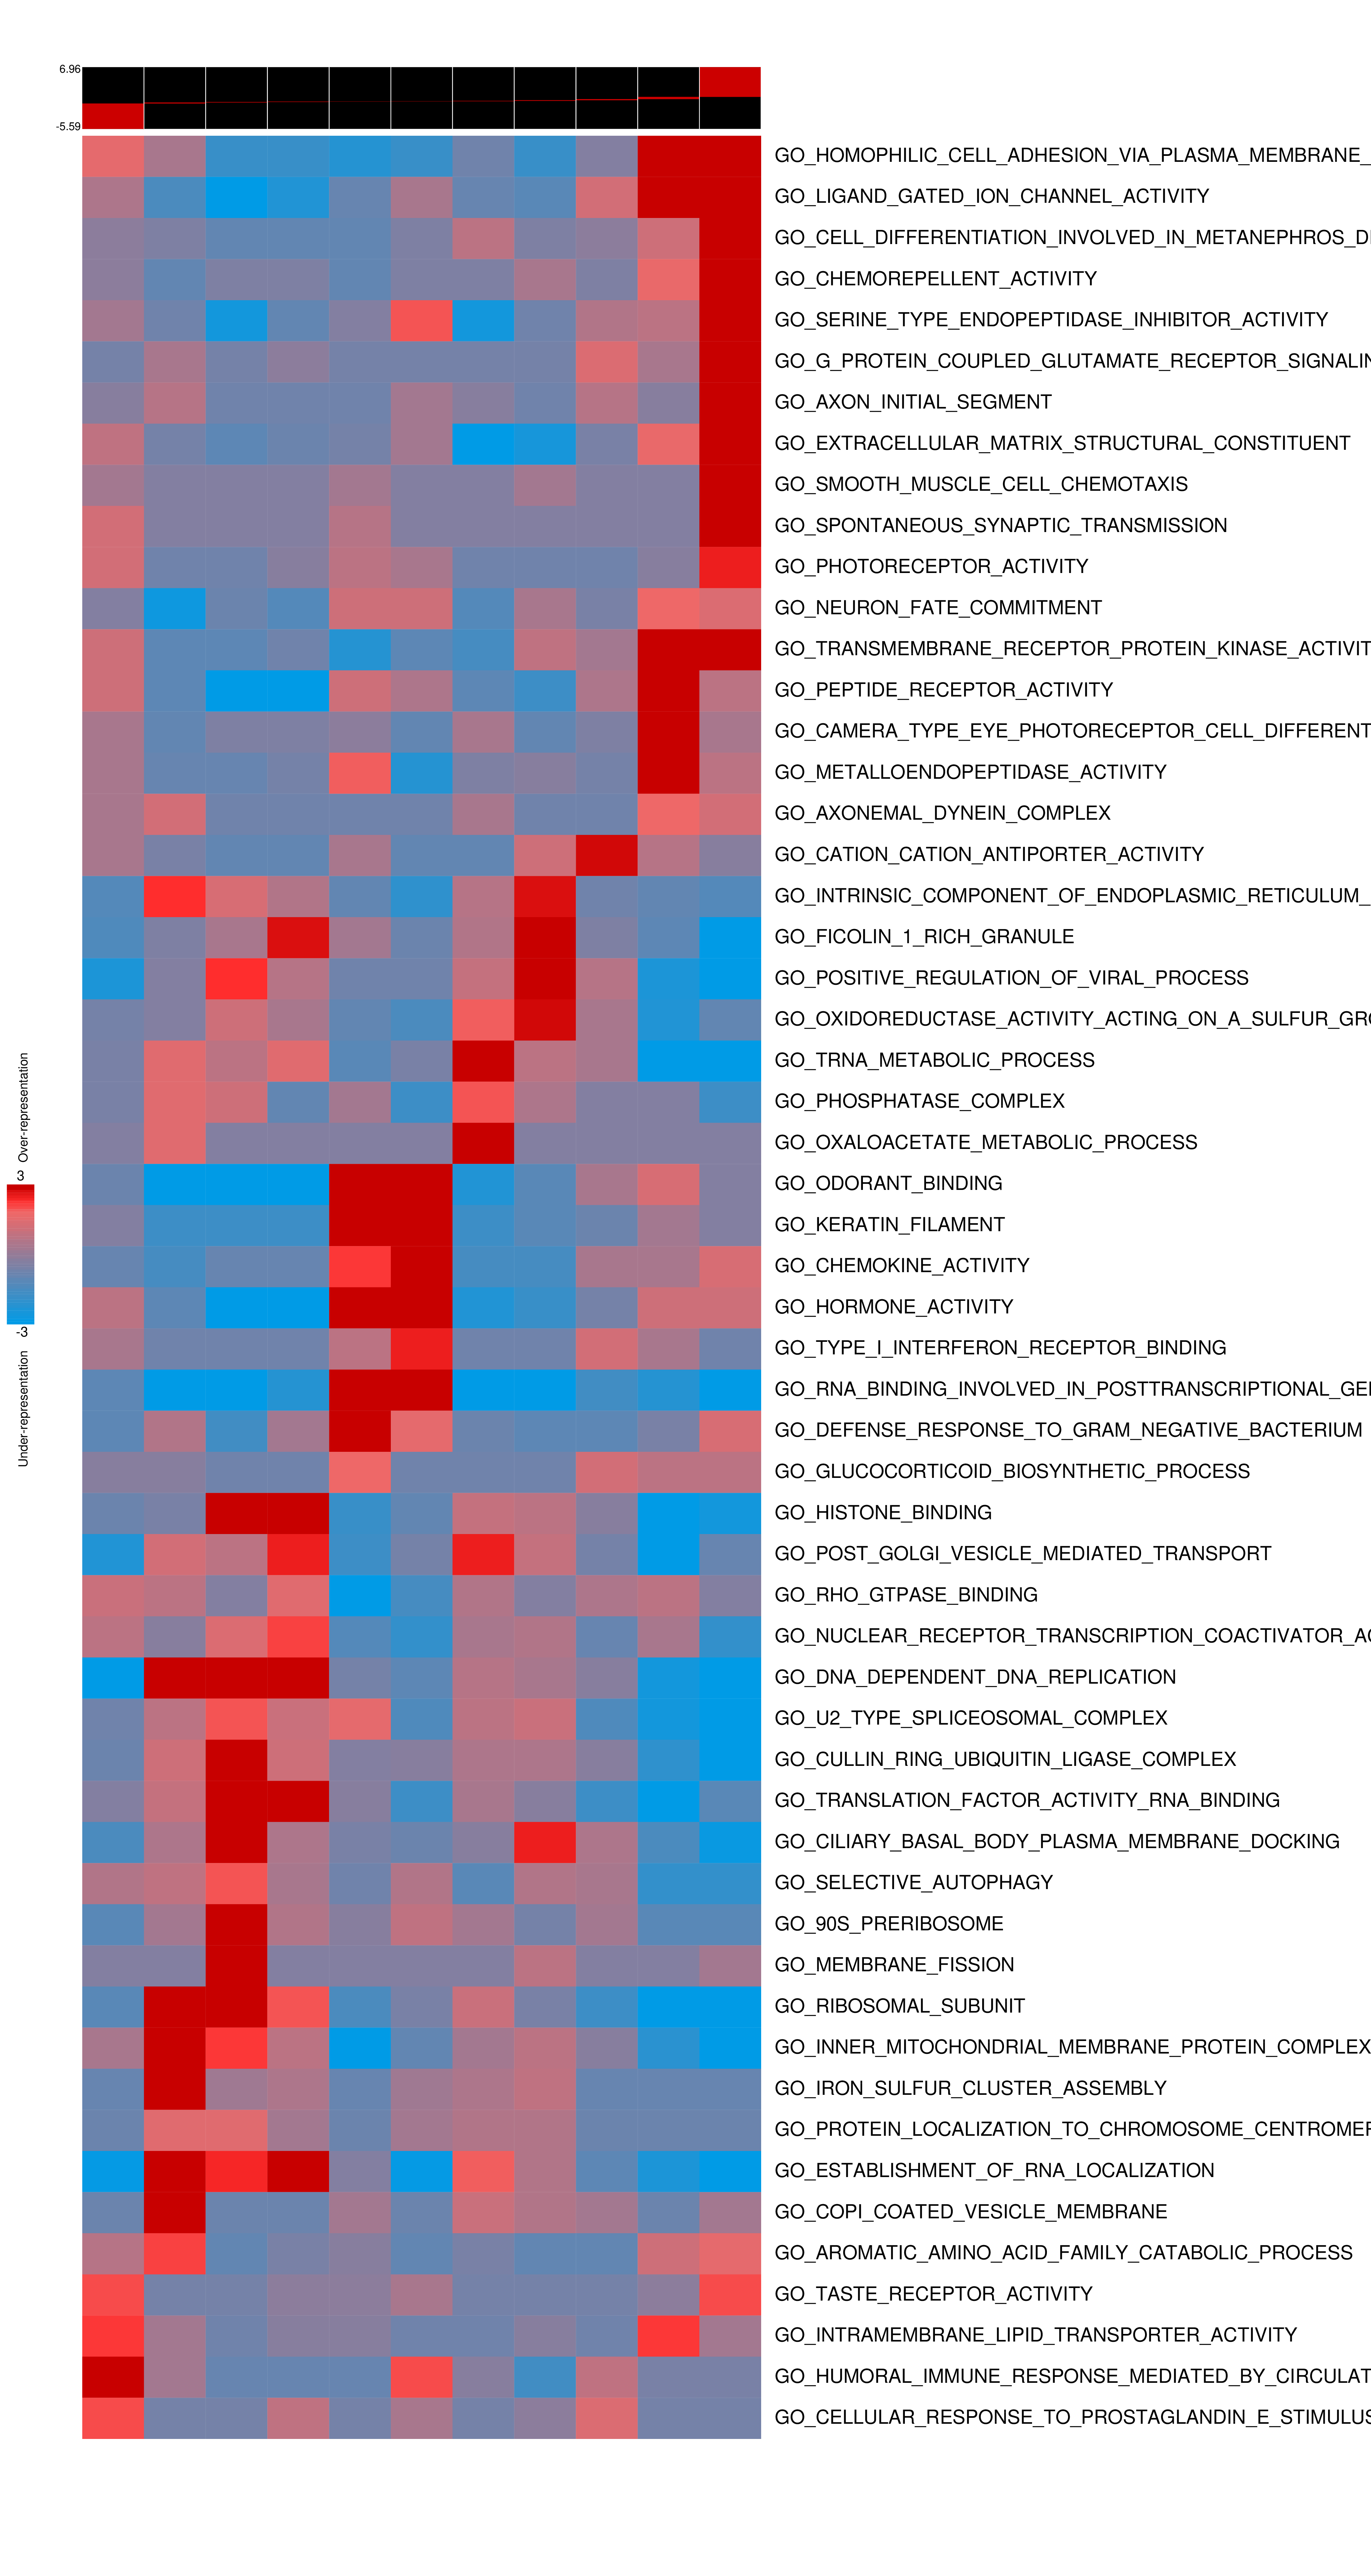 6.96
-5.59
GO_HOMOPHILIC_CELL_ADHESION_VIA_PLASMA_MEMBRANE_
GO_LIGAND_GATED_ION_CHANNEL_ACTIVITY
GO_CELL_DIFFERENTIATION_INVOLVED_IN_METANEPHROS_D
GO_CHEMOREPELLENT_ACTIVITY
GO_SERINE_TYPE_ENDOPEPTIDASE_INHIBITOR_ACTIVITY
GO_G_PROTEIN_COUPLED_GLUTAMATE_RECEPTOR_SIGNALIN
GO_AXON_INITIAL_SEGMENT
GO_EXTRACELLULAR_MATRIX_STRUCTURAL_CONSTITUENT
GO_SMOOTH_MUSCLE_CELL_CHEMOTAXIS
GO_SPONTANEOUS_SYNAPTIC_TRANSMISSION
GO_PHOTORECEPTOR_ACTIVITY
GO_NEURON_FATE_COMMITMENT
GO_TRANSMEMBRANE_RECEPTOR_PROTEIN_KINASE_ACTIVIT
GO_PEPTIDE_RECEPTOR_ACTIVITY
GO_CAMERA_TYPE_EYE_PHOTORECEPTOR_CELL_DIFFERENT
GO_METALLOENDOPEPTIDASE_ACTIVITY
GO_AXONEMAL_DYNEIN_COMPLEX
GO_CATION_CATION_ANTIPORTER_ACTIVITY
GO_INTRINSIC_COMPONENT_OF_ENDOPLASMIC_RETICULUM_
GO_FICOLIN_1_RICH_GRANULE
GO_POSITIVE_REGULATION_OF_VIRAL_PROCESS
GO_OXIDOREDUCTASE_ACTIVITY_ACTING_ON_A_SULFUR_GRO
GO_TRNA_METABOLIC_PROCESS
GO_PHOSPHATASE_COMPLEX
GO_OXALOACETATE_METABOLIC_PROCESS
GO_ODORANT_BINDING
GO_KERATIN_FILAMENT
GO_CHEMOKINE_ACTIVITY
GO_HORMONE_ACTIVITY
GO_TYPE_I_INTERFERON_RECEPTOR_BINDING
GO_RNA_BINDING_INVOLVED_IN_POSTTRANSCRIPTIONAL_GE
GO_DEFENSE_RESPONSE_TO_GRAM_NEGATIVE_BACTERIUM
GO_GLUCOCORTICOID_BIOSYNTHETIC_PROCESS
GO_HISTONE_BINDING
GO_POST_GOLGI_VESICLE_MEDIATED_TRANSPORT
GO_RHO_GTPASE_BINDING
GO_NUCLEAR_RECEPTOR_TRANSCRIPTION_COACTIVATOR_AC
GO_DNA_DEPENDENT_DNA_REPLICATION
GO_U2_TYPE_SPLICEOSOMAL_COMPLEX
GO_CULLIN_RING_UBIQUITIN_LIGASE_COMPLEX
GO_TRANSLATION_FACTOR_ACTIVITY_RNA_BINDING
GO_CILIARY_BASAL_BODY_PLASMA_MEMBRANE_DOCKING
GO_SELECTIVE_AUTOPHAGY
GO_90S_PRERIBOSOME
GO_MEMBRANE_FISSION
GO_RIBOSOMAL_SUBUNIT
GO_INNER_MITOCHONDRIAL_MEMBRANE_PROTEIN_COMPLEX
GO_IRON_SULFUR_CLUSTER_ASSEMBLY
GO_PROTEIN_LOCALIZATION_TO_CHROMOSOME_CENTROMER
GO_ESTABLISHMENT_OF_RNA_LOCALIZATION
GO_COPI_COATED_VESICLE_MEMBRANE
GO_AROMATIC_AMINO_ACID_FAMILY_CATABOLIC_PROCESS
GO_TASTE_RECEPTOR_ACTIVITY
GO_INTRAMEMBRANE_LIPID_TRANSPORTER_ACTIVITY
GO_HUMORAL_IMMUNE_RESPONSE_MEDIATED_BY_CIRCULAT
GO_CELLULAR_RESPONSE_TO_PROSTAGLANDIN_E_STIMULUS
Over-representation
3
-3
Under-representation